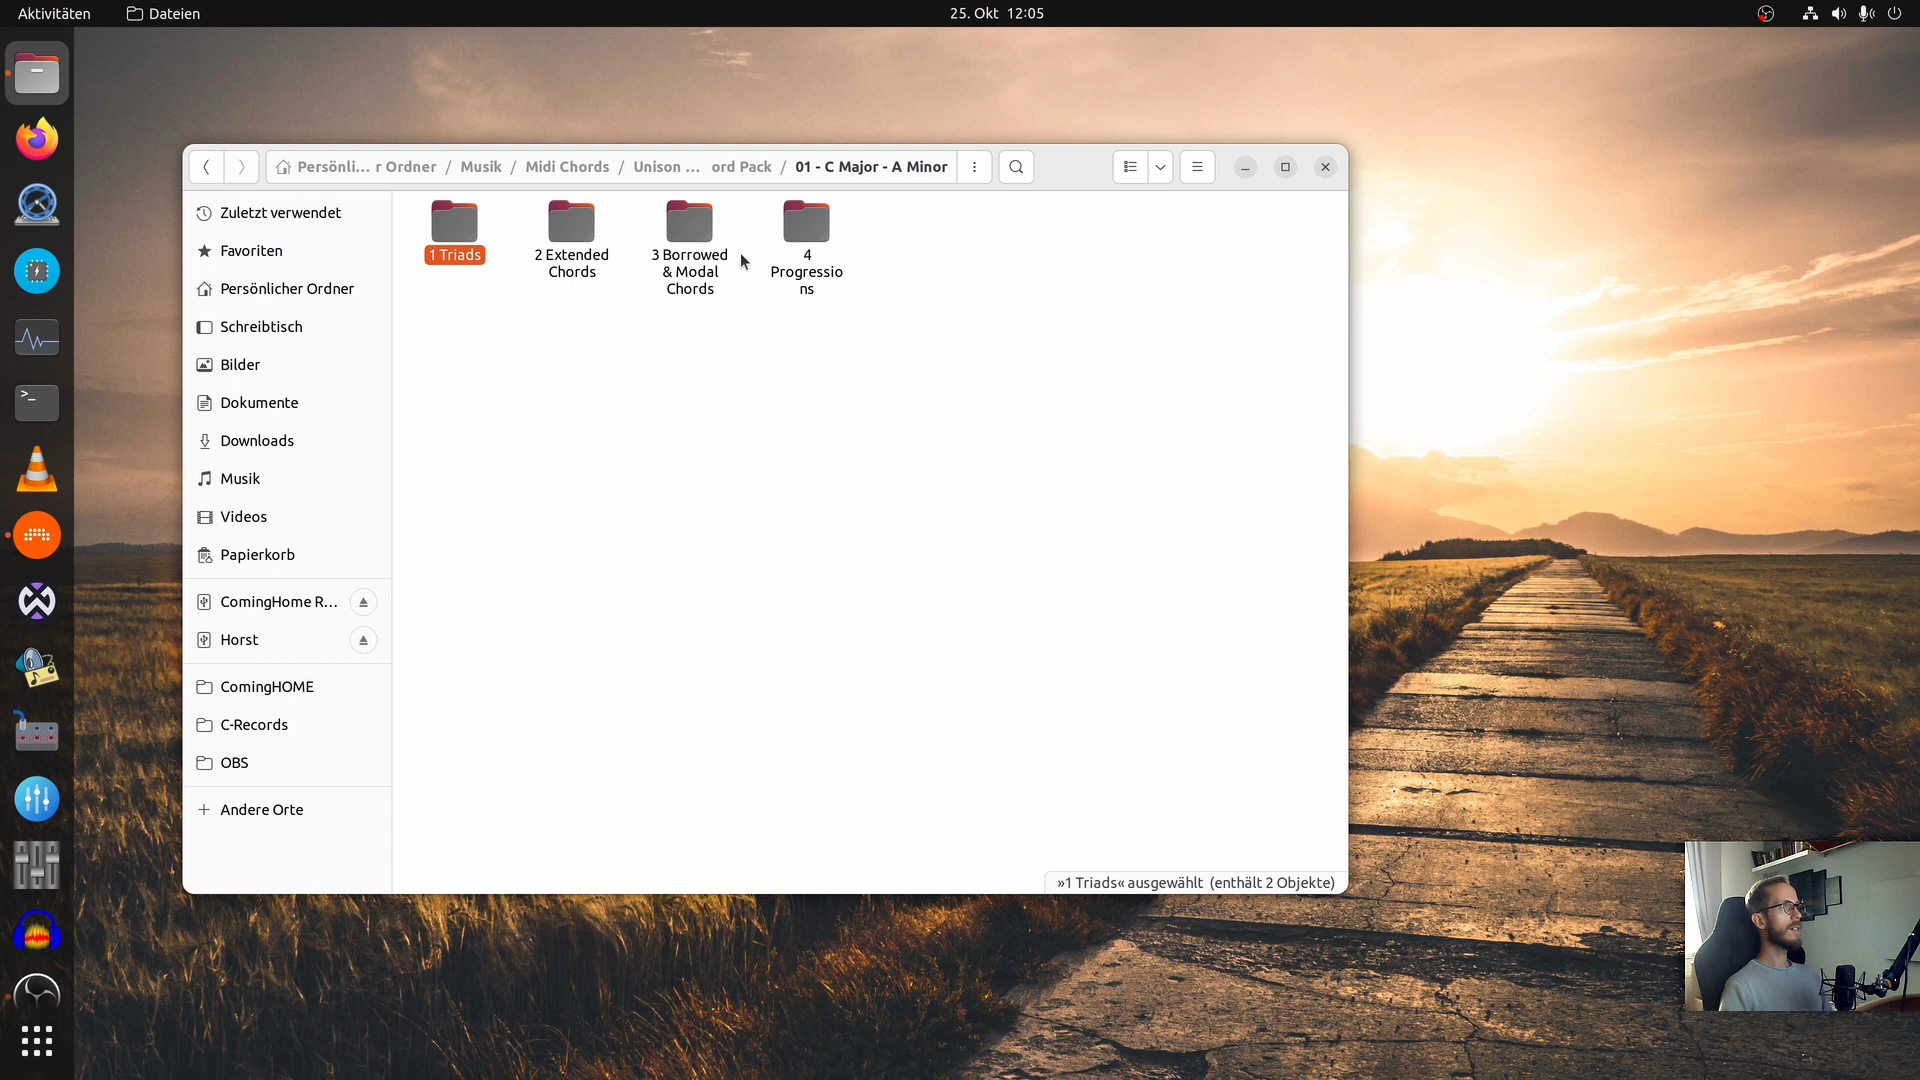 Aktivitäten
Dateien
25. Okt 12:05
Persönli... r Ordner / Musik / Midi Chords / Unison ... ord Pack / 01 - C Major - A Minor
Zuletzt verwendet
Favoriten
Persönlicher Ordner
Schreibtisch
Bilder
Dokumente
Downloads
Musik
Videos
Papierkorb
ComingHome R...
Horst
ComingHOME
C-Records
OBS
Andere Orte
1 Triads
2 Extended
Chords
3 Borrowed
& Modal
Chords
4
Progressio
ns
»1 Triads« ausgewählt (enthält 2 Objekte)